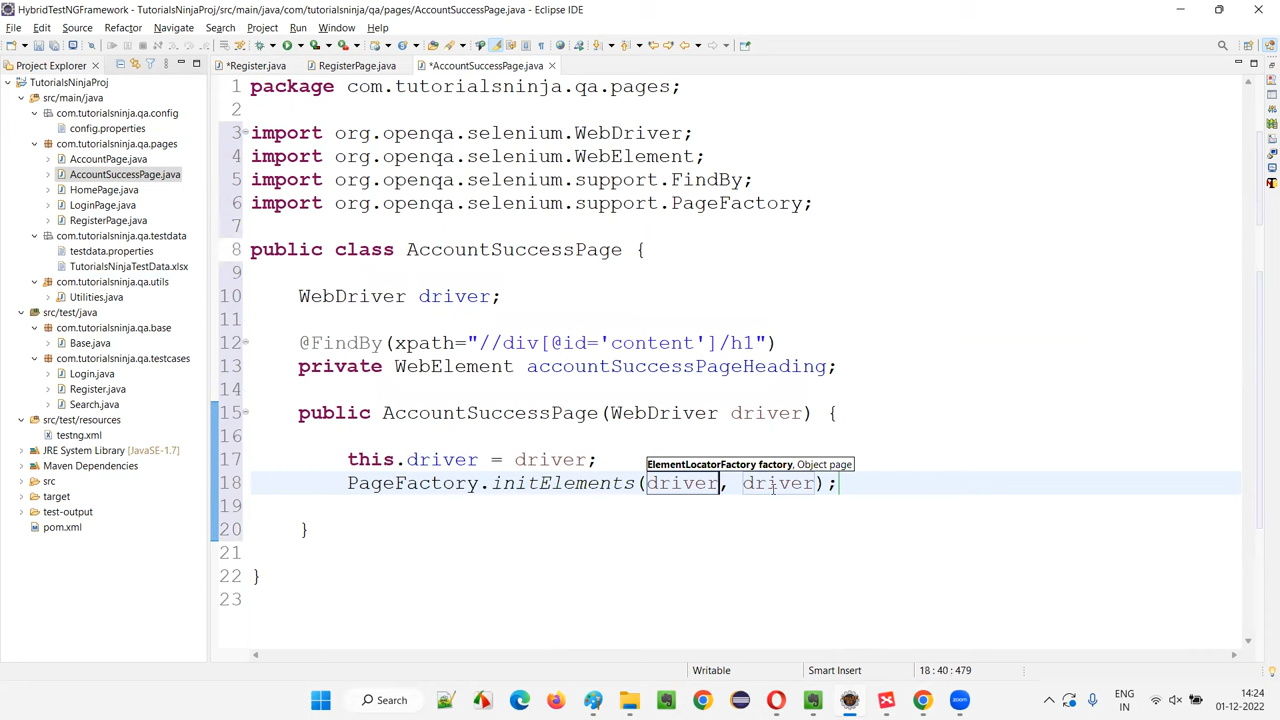 HybridTestNGFramework - TutorialsNinjaProj/src/main/java/com/tutorialsninja/qa/pages/AccountSuccessPage.java - Eclipse IDE
File Edit Source Refactor Navigate Search Project Run Window Help
Project Explorer
*Register.java RegisterPage.java *AccountSuccessPage.java
TutorialsNinjaProj
src/main/java
com.tutorialsninja.qa.config
config.properties
com.tutorialsninja.qa.pages
AccountPage.java
AccountSuccessPage.java
HomePage.java
LoginPage.java
RegisterPage.java
com.tutorialsninja.qa.testdata
testdata.properties
TutorialsNinjaTestData.xlsx
com.tutorialsninja.qa.utils
Utilities.java
src/test/java
com.tutorialsninja.qa.base
Base.java
com.tutorialsninja.qa.testcases
Login.java
Register.java
Search.java
src/test/resources
testng.xml
JRE System Library [JavaSE-1.7]
Maven Dependencies
src
target
test-output
pom.xml
1 package com.tutorialsninja.qa.pages;
2
3 import org.openqa.selenium.WebDriver;
4 import org.openqa.selenium.WebElement;
5 import org.openqa.selenium.support.FindBy;
6 import org.openqa.selenium.support.PageFactory;
7
8 public class AccountSuccessPage {
9
10 WebDriver driver;
11
12 @FindBy(xpath="//div[@id='content']/h1")
13 private WebElement accountSuccessPageHeading;
14
15 public AccountSuccessPage(WebDriver driver) {
16
17 this.driver = driver;
ElementLocatorFactory factory, Object page
18 PageFactory.initElements(driver, driver);
19
20 }
21
22 }
23
Writable Smart Insert 18 : 40 : 479
Search
ENG
IN
14:24
01-12-2022